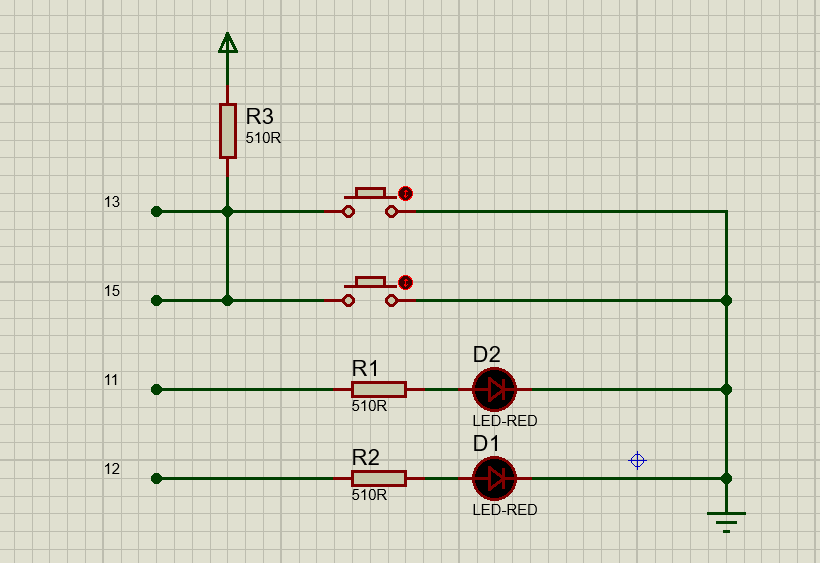 R3
510R
13
15
D2
R1
11
510R
LED-RED
D1
R2
12
510R
LED-RED